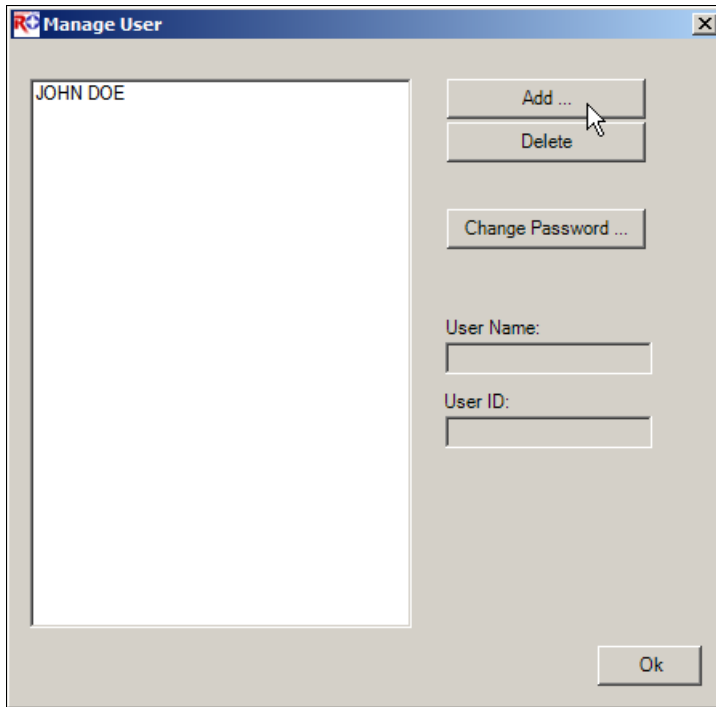 Manage User
JOHN DOE
Add ...
Delete
Change Password ...
User Name:
User ID:
Ok